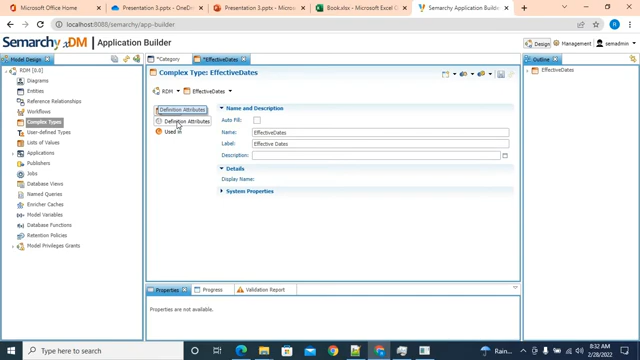 Microsoft Office Home
Presentation 3.pptx - OneDriv
Presentation 3.pptx - Microsoft
Book.xlsx - Microsoft Excel O
Semarchy - Application Builder
localhost:8088/semarchy/app-builder
Semarchy xDM Application Builder
Design
Management
semadmin
Model Design
*Category
*EffectiveDates
Outline
RDM [0.0]
Diagrams
Entities
Reference Relationships
Workflows
Complex Types
User-defined Types
Lists of Values
Applications
Publishers
Jobs
Database Views
Named Queries
Enricher Caches
Model Variables
Database Functions
Retention Policies
Model Privileges Grants
Complex Type: EffectiveDates
RDM
EffectiveDates
Definition Attributes
Definition Attributes
Used in
Name and Description
Auto Fill:
Name:
EffectiveDates
Label:
Effective Dates
Description:
Details
Display Name:
System Properties
EffectiveDates
Properties
Progress
Validation Report
Properties are not available.
Type here to search
Rain...
8:32 AM
2/28/2022